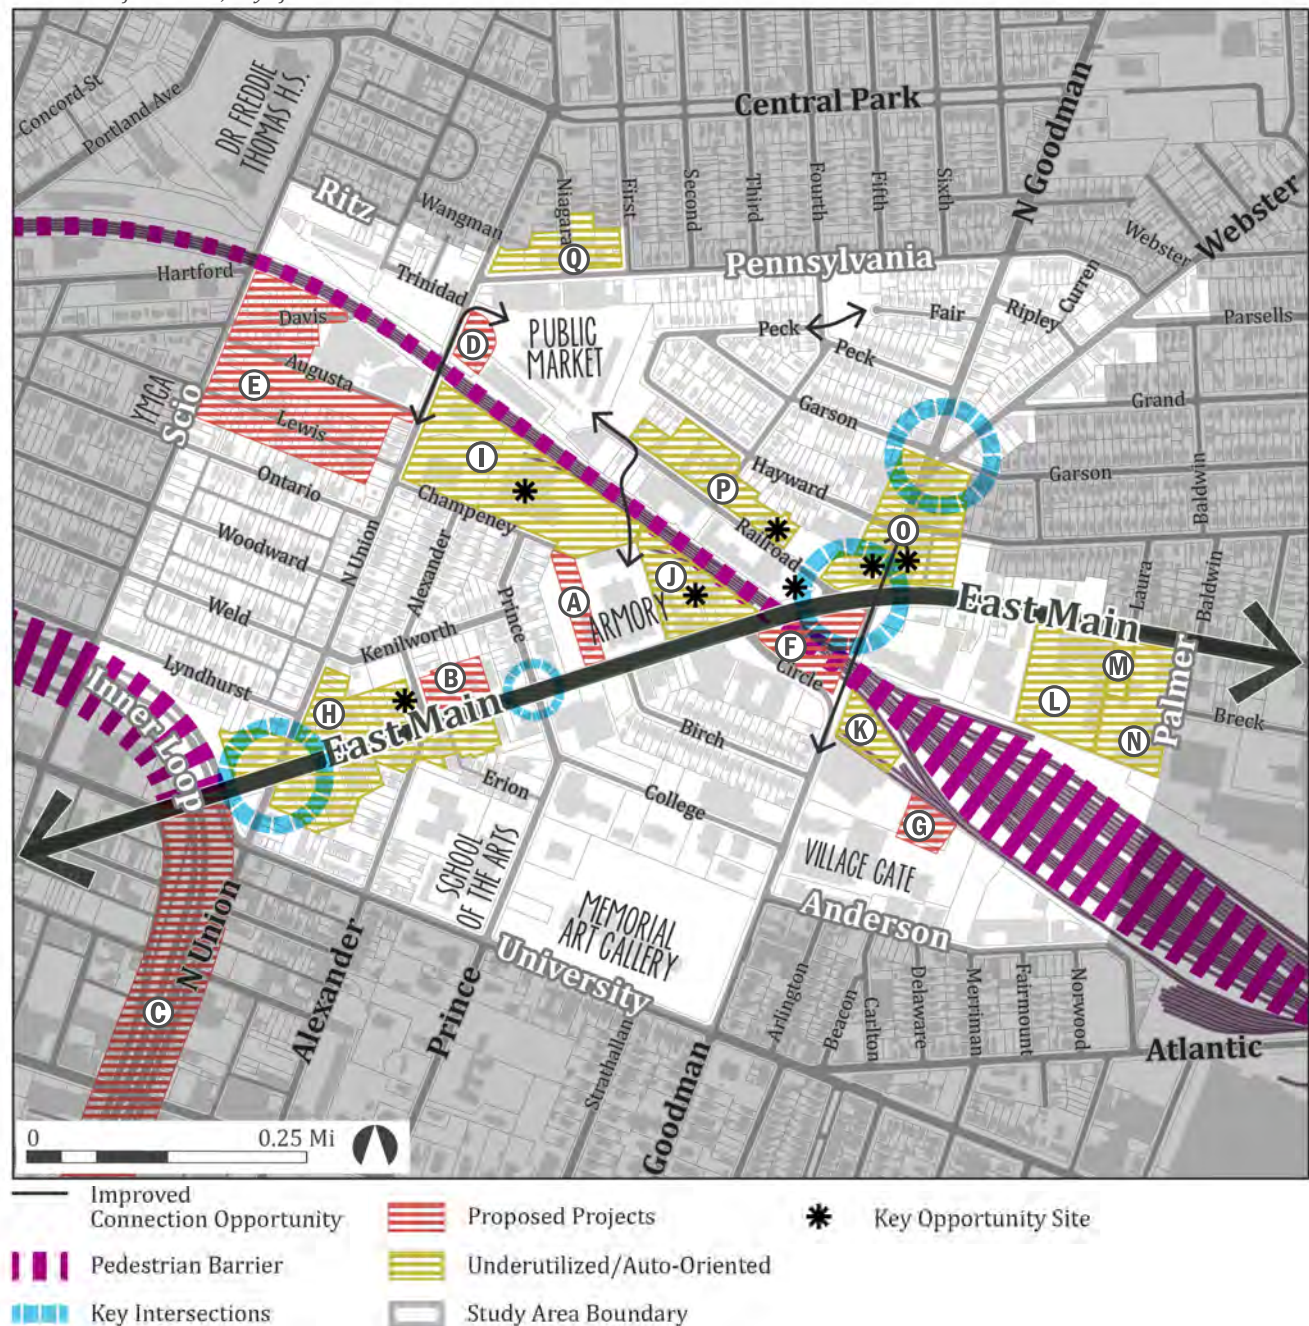 Concord St
Portland Ave
DR FREDDIE
THOMAS H.S.
Central Park
N Goodman
Ritz
Wangman
Niagara
First
Second
Third
Fourth
Fifth
Sixth
Webster
Webster
Hartford
Trinidad
Q
Pennsylvania
Curren
Ripley
Fair
Parsells
Davis
D
PUBLIC
MARKET
Peck
Peck
Augusta
E
YMCA
Scio
Lewis
Garson
Grand
I
Ontario
Champeney
P
Hayward
Garson
Baldwin
Woodward
N Union
Alexander
Railroad
O
Weld
Prince
A
ARMORY
J
East Main
Laura
Baldwin
Kenilworth
F
Circle
M
Lyndhurst
B
L
Palmer
Inner Loop
H
East Main
Birch
K
N
Breck
Erion
College
G
SCHOOL
OF THE ARTS
VILLAGE GATE
MEMORIAL
ART GALLERY
Anderson
N Union
University
C
Alexander
Prince
Strathallan
Goodman
Arlington
Beacon
Carlton
Delaware
Merriman
Fairmount
Norwood
Atlantic
0 0.25 Mi
Improved
Connection Opportunity
Proposed Projects
Key Opportunity Site
Pedestrian Barrier
Underutilized/Auto-Oriented
Key Intersections
Study Area Boundary